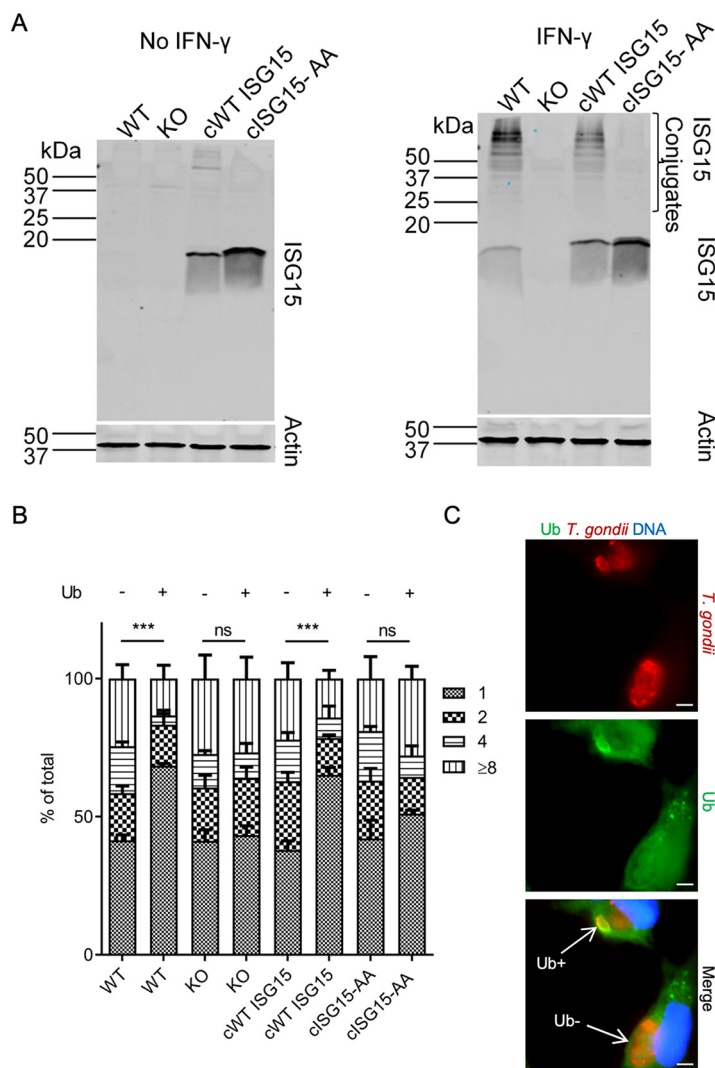 A
No IFN-γ
IFN-γ
WT
KO
cWT ISG15
cISG15- AA
WT
KO
cWT ISG15
cISG15- AA
kDa
50
37
25
20
ISG15
50
37
Actin
kDa
50
37
25
20
ISG15
Conjugates
ISG15
50
37
Actin
B
Ub - + - + - + - +
*** ns *** ns
100
50
0
% of total
1
2
4
≥8
WT
WT
KO
KO
cWT ISG15
cWT ISG15
cISG15-AA
cISG15-AA
C
Ub T. gondii DNA
T. gondii
Ub
Ub+
Ub-
Merge